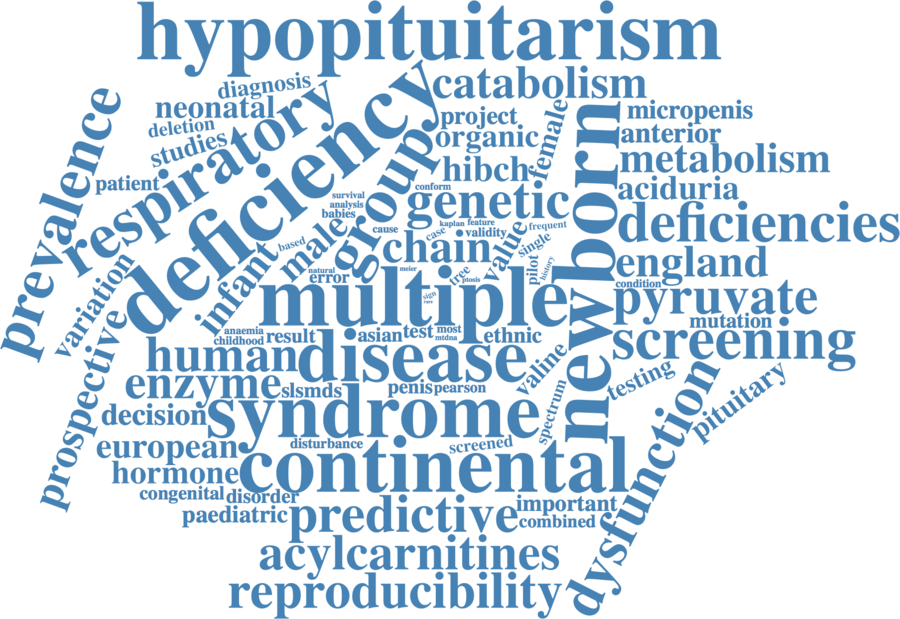 hypopituitarism
diagnosis
catabolism
neonatal
deletion
studies
patient
prevalence
respiratory
deficiency
group
project
organic
female
micropenis
anterior
hibch
metabolism
aciduria
conform
genetic
survival
analysis
babies
cause
case
kaplan
feature
validity
frequent
newborn
deficiencies
chain
value
single
male
infant
based
variation
natural
error
meier
tree
ptosis
pilot
history
england
condition
multiple
sign
rare
pyruvate
mutation
anaemia
childhood
result
asian
test
most
mtdna
ethnic
screening
human
disease
valine
prospective
enzyme
slsmds
penis
pearson
testing
pituitary
decision
syndrome
spectrum
european
disturbance
screened
dysfunction
hormone
continental
congenital
disorder
paediatric
predictive
important
combined
acylcarnitines
reproducibility